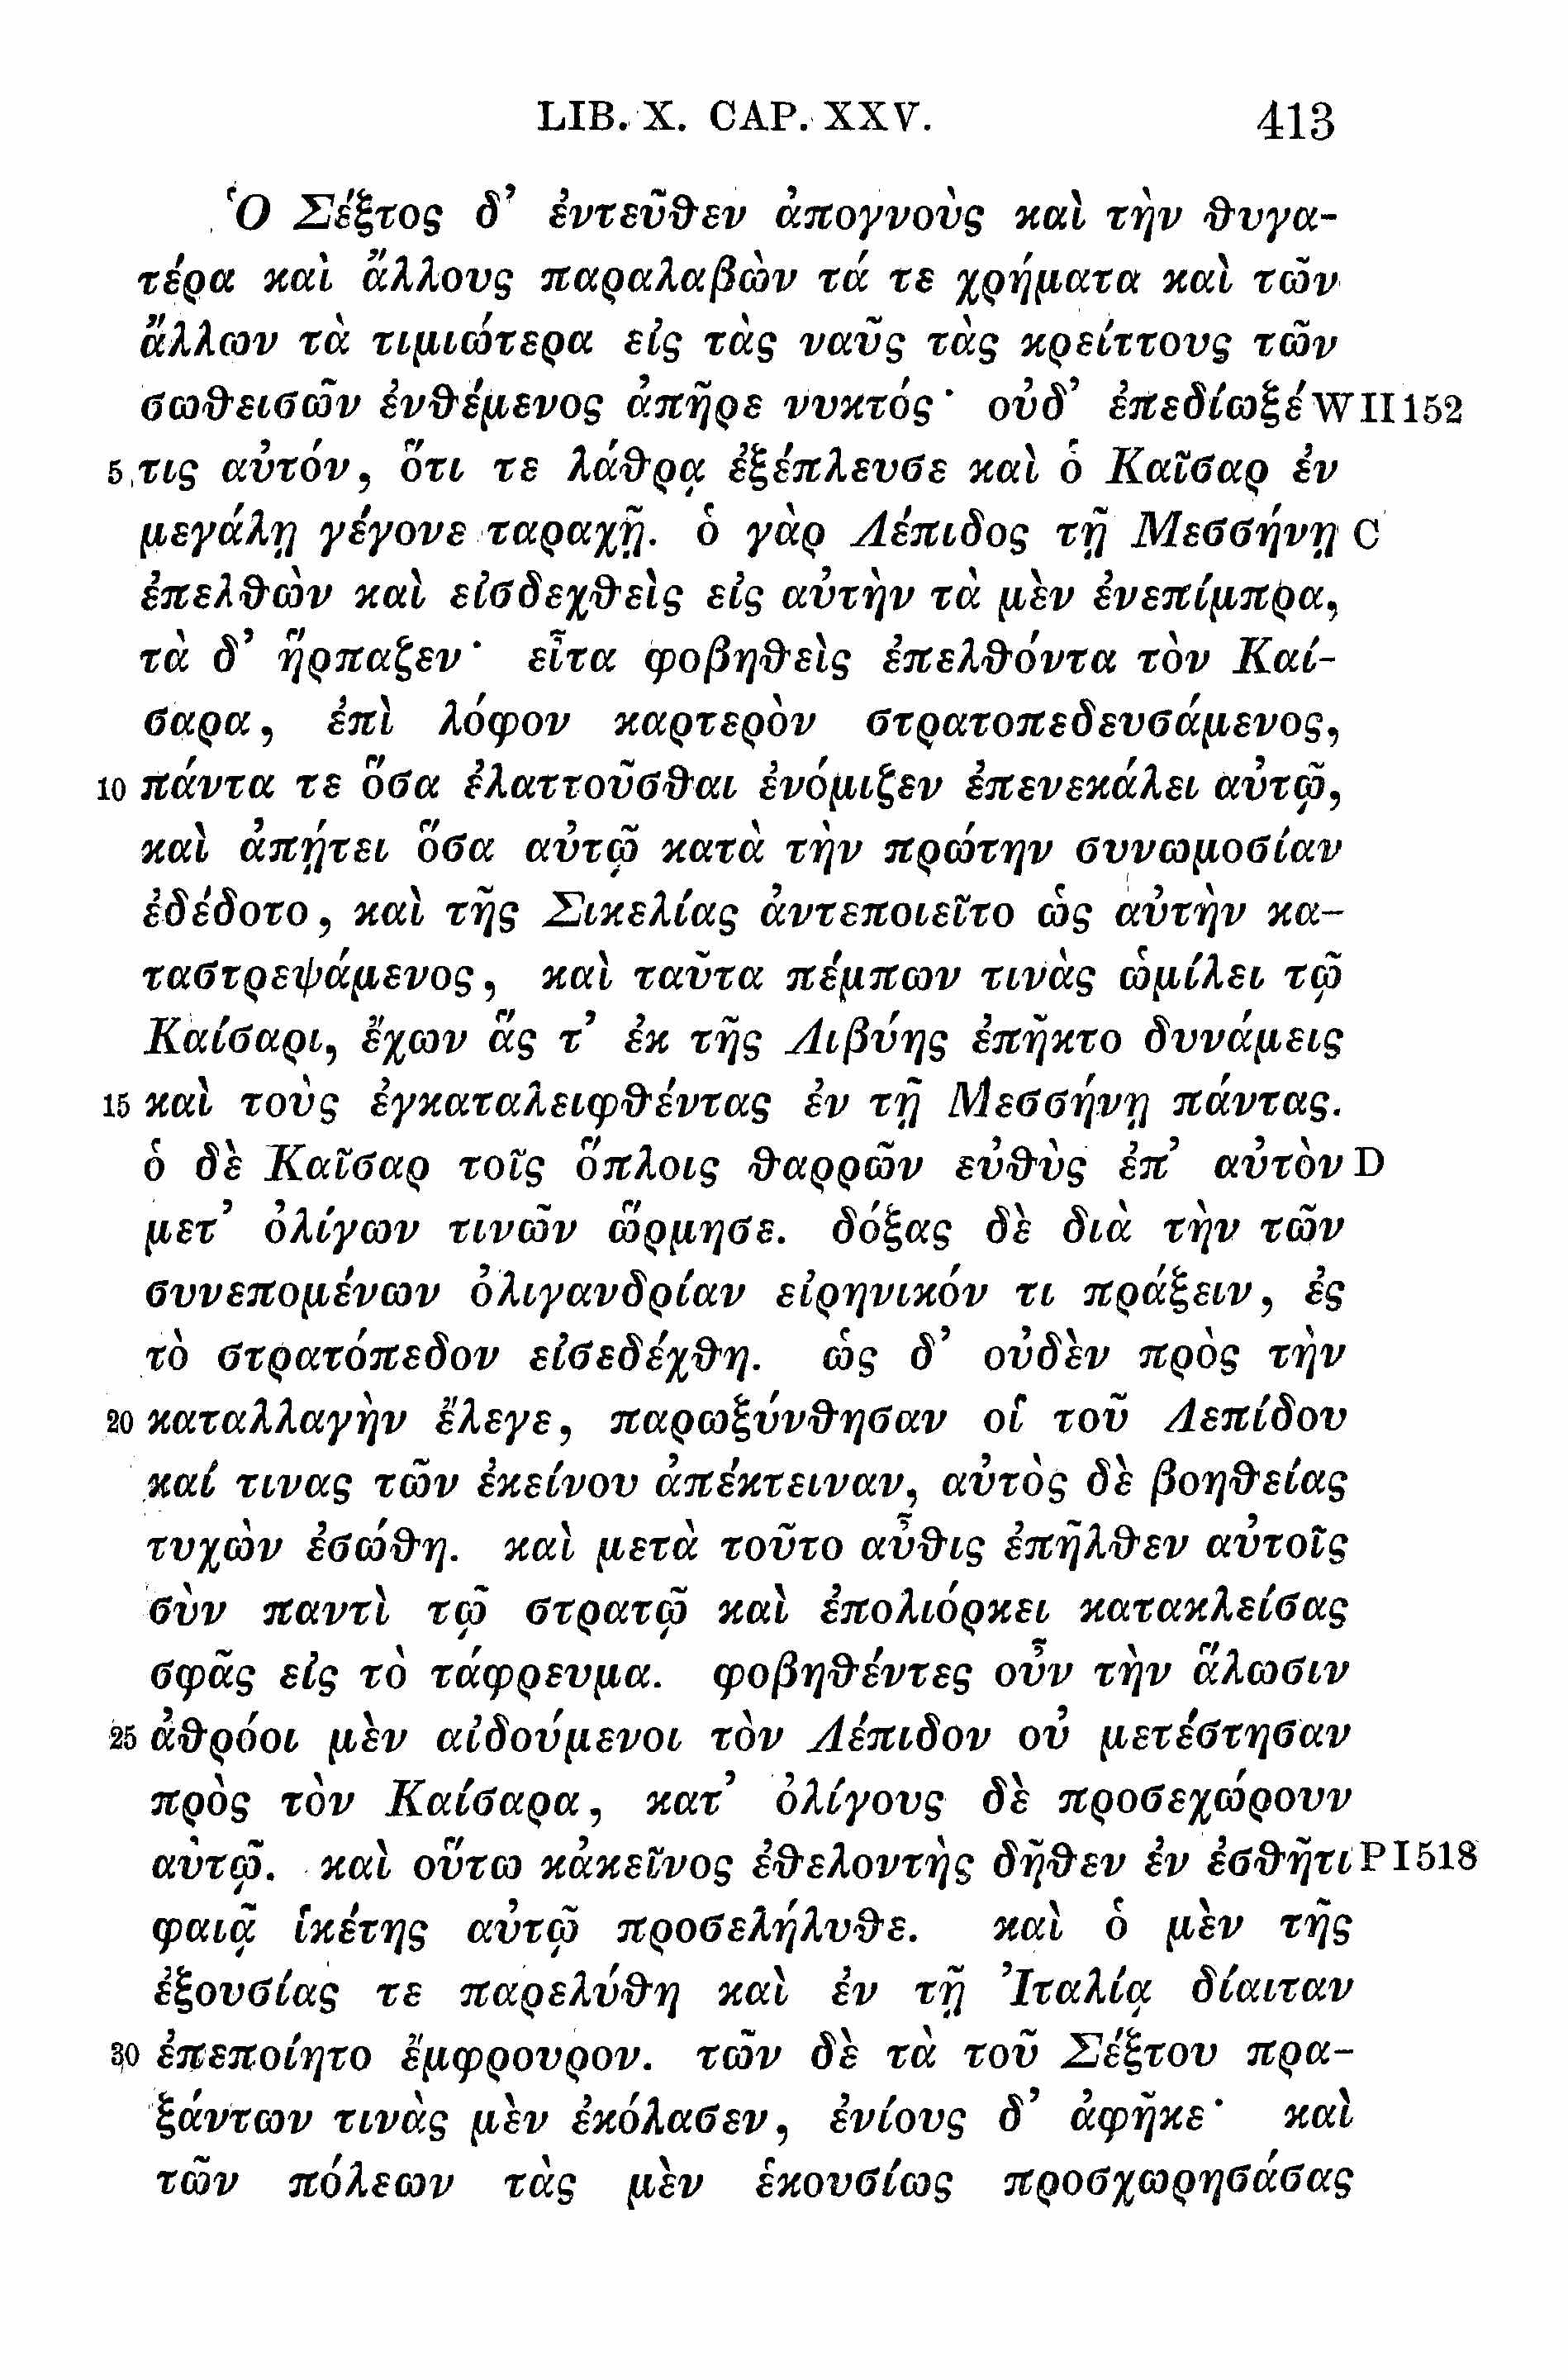 LIB. X. CAP. XXV. 413
Ὁ Σέξτος δ’ ἐντεῦθεν ἀπογνοὺς καὶ τὴν θυγα-
τέρα καὶ ἄλλους παραλαβὼν τά τε χρήματα καὶ τῶν
ἄλλων τὰ τιμιώτερα εἰς τὰς ναῦς τὰς κρείττους τῶν
σωθεισῶν ἐνθέμενος ἀπῆρε νυκτός· οὐδ’ ἐπεδίωξέ W II 152
5 τις αὐτόν, ὅτι τε λάθρᾳ ἐξέπλευσε καὶ ὁ Καῖσαρ ἐν
μεγάλῃ γέγονε ταραχῇ. ὁ γὰρ Λέπιδος τῇ Μεσσήνῃ C
ἐπελθὼν καὶ εἰσδεχθεὶς εἰς αὐτὴν τὰ μὲν ἐνεπίμπρα,
τὰ δ’ ἥρπαζεν· εἶτα φοβηθεὶς ἐπελθόντα τὸν Καί-
σαρα, ἐπὶ λόφον καρτερὸν στρατοπεδευσάμενος,
10 πάντα τε ὅσα ἐλαττοῦσθαι ἐνόμιζεν ἐπενεκάλει αὐτῷ,
καὶ ἀπῄτει ὅσα αὐτῷ κατὰ τὴν πρώτην συνωμοσίαν
ἐδέδοτο, καὶ τῆς Σικελίας ἀντεποιεῖτο ὡς αὐτὴν κα-
ταστρεψάμενος, καὶ ταῦτα πέμπων τινὰς ὡμίλει τῷ
Καίσαρι, ἔχων ἅς τ’ ἐκ τῆς Λιβύης ἐπῆκτο δυνάμεις
15 καὶ τοὺς ἐγκαταλειφθέντας ἐν τῇ Μεσσήνῃ πάντας.
ὁ δὲ Καῖσαρ τοῖς ὅπλοις θαρρῶν εὐθὺς ἐπ’ αὐτὸν D
μετ’ ὀλίγων τινῶν ὥρμησε. δόξας δὲ διὰ τὴν τῶν
συνεπομένων ὀλιγανδρίαν εἰρηνικόν τι πράξειν, ἐς
τὸ στρατόπεδον εἰσεδέχθη. ὡς δ’ οὐδὲν πρὸς τὴν
20 καταλλαγὴν ἔλεγε, παρωξύνθησαν οἱ τοῦ Λεπίδου
καί τινας τῶν ἐκείνου ἀπέκτειναν, αὐτὸς δὲ βοηθείας
τυχὼν ἐσώθη. καὶ μετὰ τοῦτο αὖθις ἐπῆλθεν αὐτοῖς
σὺν παντὶ τῷ στρατῷ καὶ ἐπολιόρκει κατακλείσας
σφᾶς εἰς τὸ τάφρευμα. φοβηθέντες οὖν τὴν ἅλωσιν
25 ἀθρόοι μὲν αἰδούμενοι τὸν Λέπιδον οὐ μετέστησαν
πρὸς τὸν Καίσαρα, κατ’ ὀλίγους δὲ προσεχώρουν
αὐτῷ. καὶ οὕτω κἀκεῖνος ἐθελοντὴς δῆθεν ἐν ἐσθῆτι P I 518
φαιᾷ ἱκέτης αὐτῷ προσελήλυθε. καὶ ὁ μὲν τῆς
ἐξουσίας τε παρελύθη καὶ ἐν τῇ Ἰταλίᾳ δίαιταν
30 ἐπεποίητο ἔμφρουρον. τῶν δὲ τὰ τοῦ Σέξτου πρα-
ξάντων τινὰς μὲν ἐκόλασεν, ἐνίους δ’ ἀφῆκε· καὶ
τῶν πόλεων τὰς μὲν ἑκουσίως προσχωρησάσας